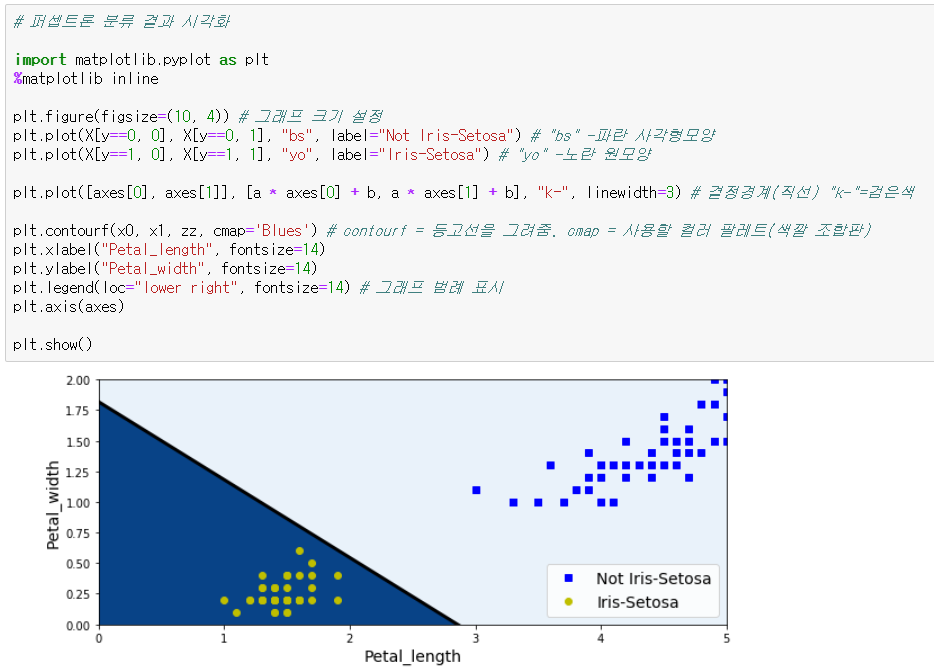 # 퍼셉트론 분류 결과 시각화
import matplotlib.pyplot as plt
%matplotlib inline
plt.figure(figsize=(10, 4)) # 그래프 크기 설정
plt.plot(X[y==0, 0], X[y==0, 1], "bs", label="Not Iris-Setosa") # "bs" -파란 사각형모양
plt.plot(X[y==1, 0], X[y==1, 1], "yo", label="Iris-Setosa") # "yo" -노란 원모양
plt.plot([axes[0], axes[1]], [a * axes[0] + b, a * axes[1] + b], "k-", linewidth=3) # 결정경계(직선) "k-"=검은색
plt.contourf(x0, x1, zz, cmap='Blues') # contourf = 등고선을 그려줌. cmap = 사용할 컬러 팔레트(색깔 조합판)
plt.xlabel("Petal_length", fontsize=14)
plt.ylabel("Petal_width", fontsize=14)
plt.legend(loc="lower right", fontsize=14) # 그래프 범례 표시
plt.axis(axes)
plt.show()
2.00
1.75
1.50
1.25
1.00
0.75
0.50
0.25
0.00
Petal_width
Not Iris-Setosa
Iris-Setosa
0 1 2 3 4 5
Petal_length